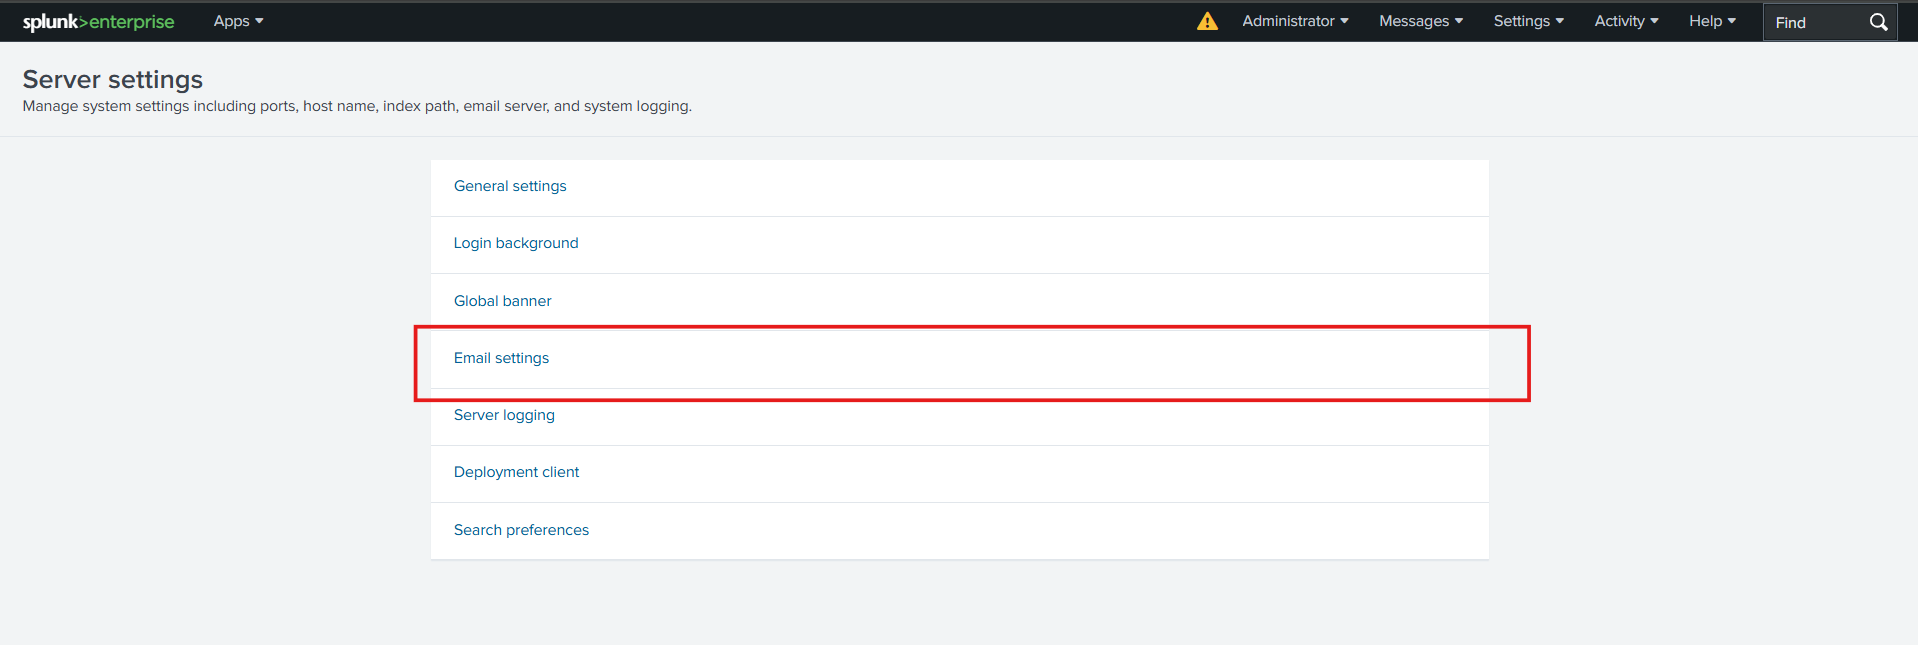 splunk>enterprise Apps Administrator Messages Settings Activity Help Find
Server settings
Manage system settings including ports, host name, index path, email server, and system logging.
General settings
Login background
Global banner
Email settings
Server logging
Deployment client
Search preferences